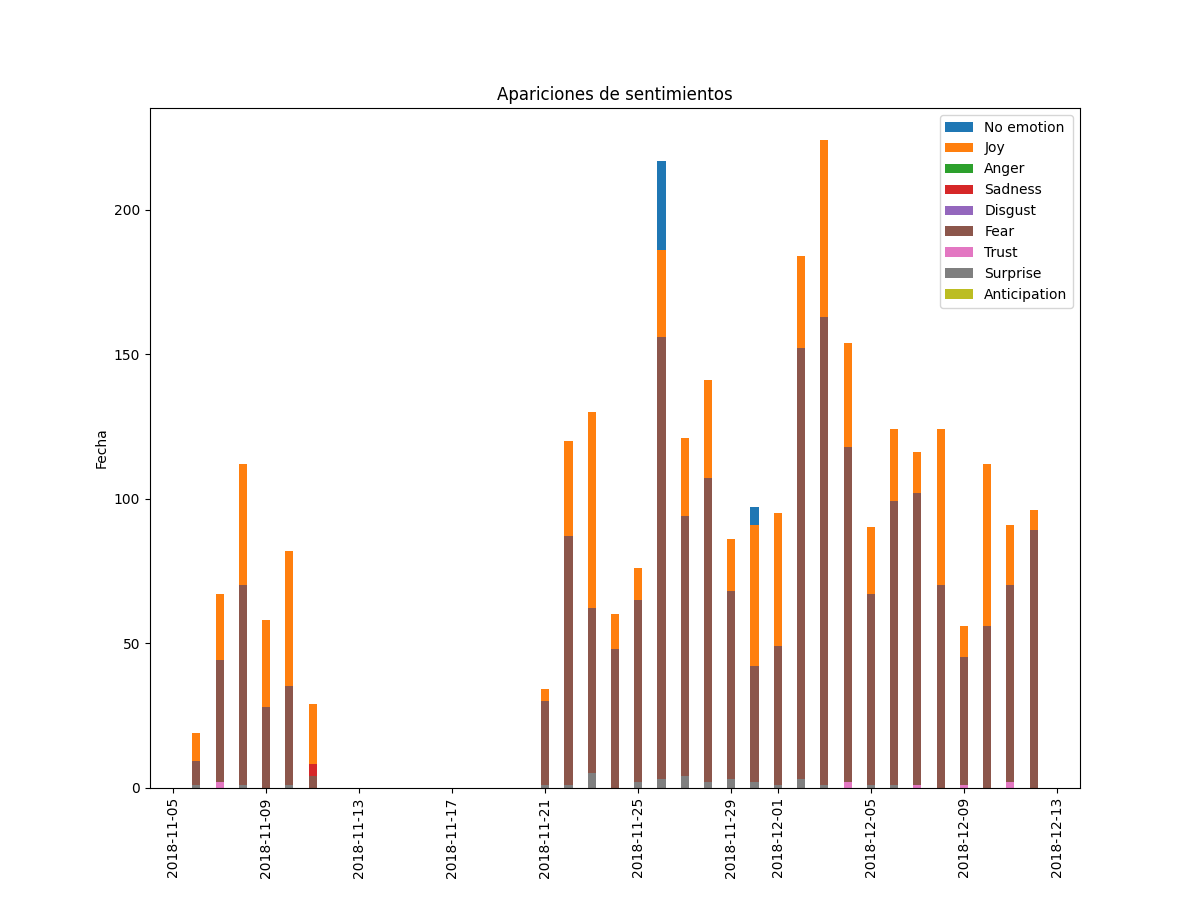 Apariciones de sentimientos
No emotion
Joy
Anger
Sadness
Disgust
Fear
Trust
Surprise
Anticipation
Fecha
200
150
100
50
0
2018-11-05
2018-11-09
2018-11-13
2018-11-17
2018-11-21
2018-11-25
2018-11-29
2018-12-01
2018-12-05
2018-12-09
2018-12-13